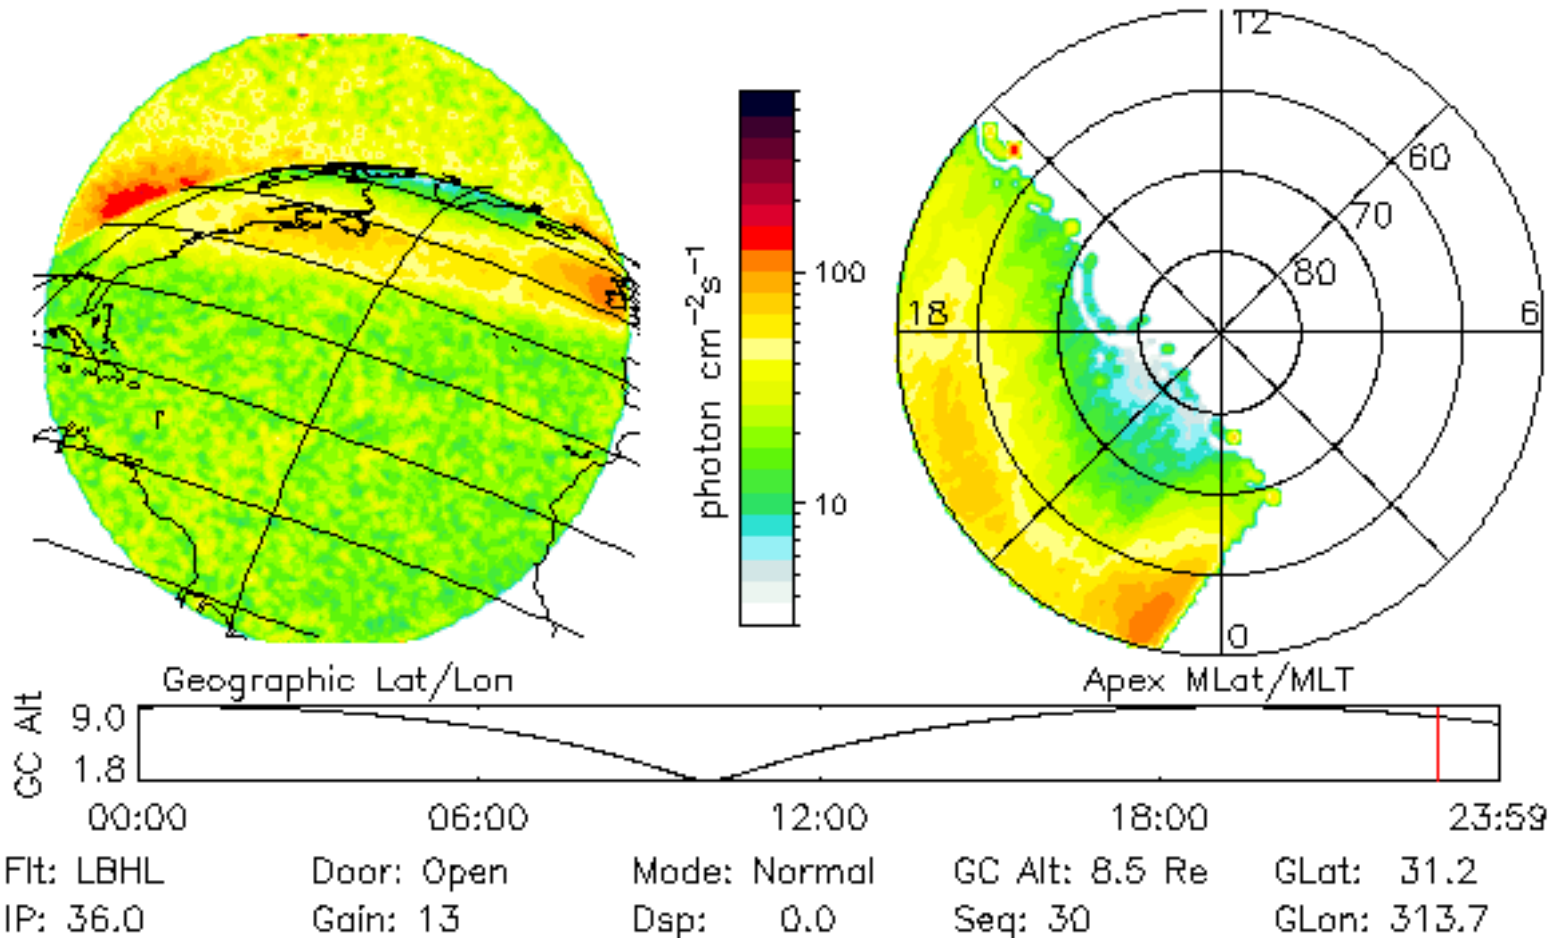 12
60
70
80
18
6
0
photon cm−2s−1
100
10
Geographic Lat/Lon
Apex MLat/MLT
GC Alt
9.0
1.8
00:00 06:00 12:00 18:00 23:59
Flt: LBHL Door: Open Mode: Normal GC Alt: 8.5 Re GLat: 31.2
IP: 36.0 Gain: 13 Dsp: 0.0 Seq: 30 GLon: 313.7